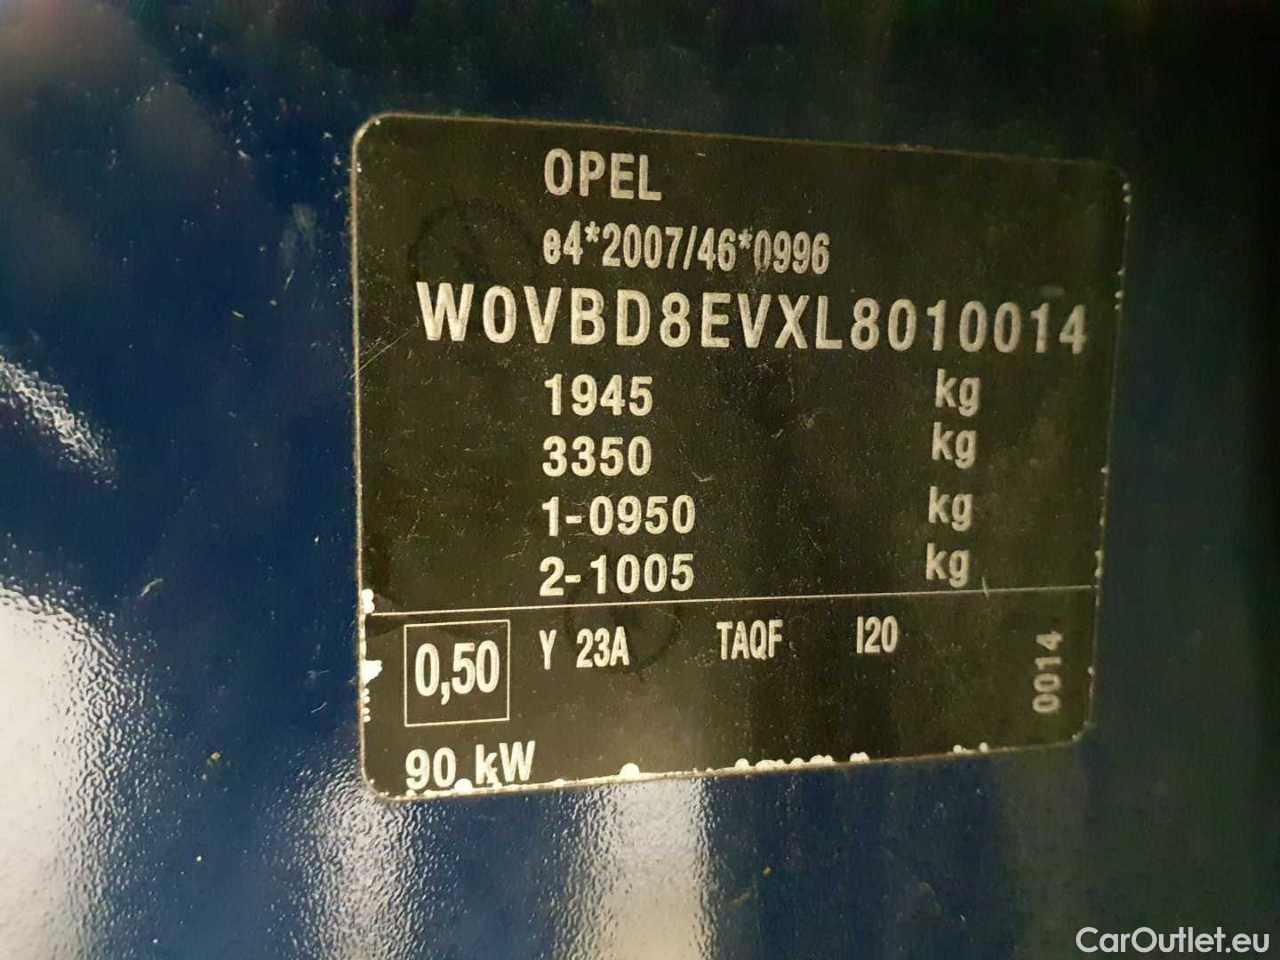 OPEL
e4*2007/46*0996
W0VBD8EVXL8010014
1945 kg
3350 kg
1-0950 kg
2-1005 kg
0,50 Y 23A TAQF I20
0014
90 kW
CarOutlet.eu